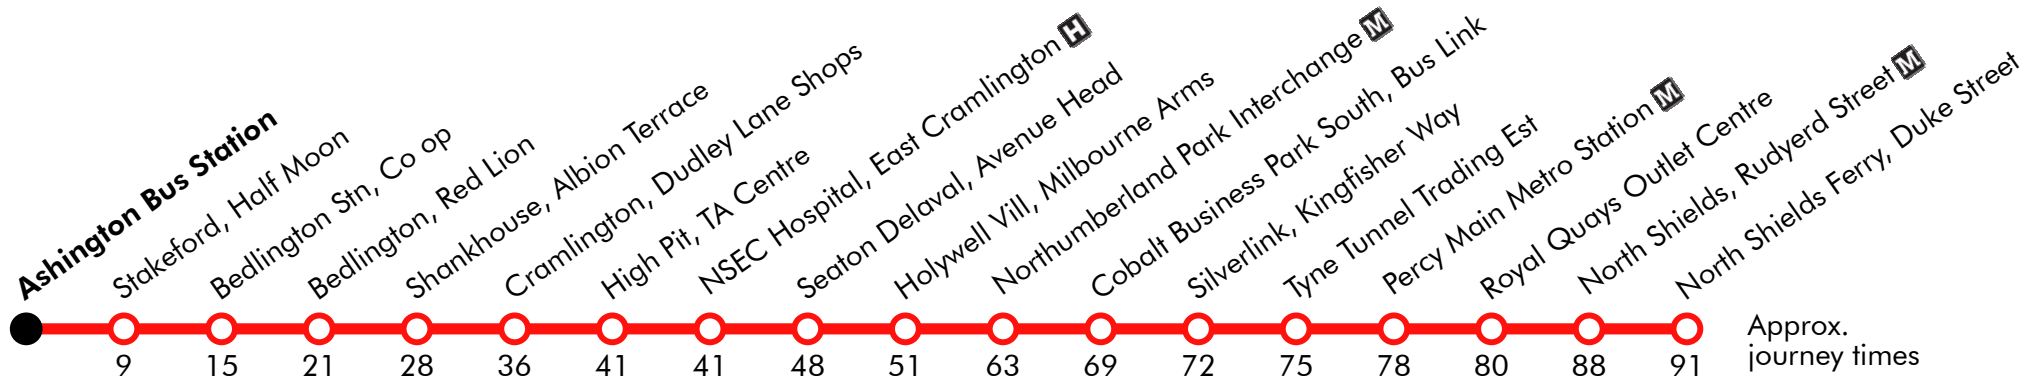 Ashington Bus Station
Stakeford, Half Moon
Bedlington Stn, Co op
Bedlington, Red Lion
Shankhouse, Albion Terrace
Cramlington, Dudley Lane Shops
High Pit, TA Centre
NSEC Hospital, East Cramlington H
Seaton Delaval, Avenue Head
Holywell Vill, Milbourne Arms
Northumberland Park Interchange M
Cobalt Business Park South, Bus Link
Silverlink, Kingfisher Way
Tyne Tunnel Trading Est
Percy Main Metro Station M
Royal Quays Outlet Centre
North Shields, Rudyerd Street M
North Shields Ferry, Duke Street
9 15 21 28 36 41 41 48 51 63 69 72 75 78 80 88 91
Approx.
journey times